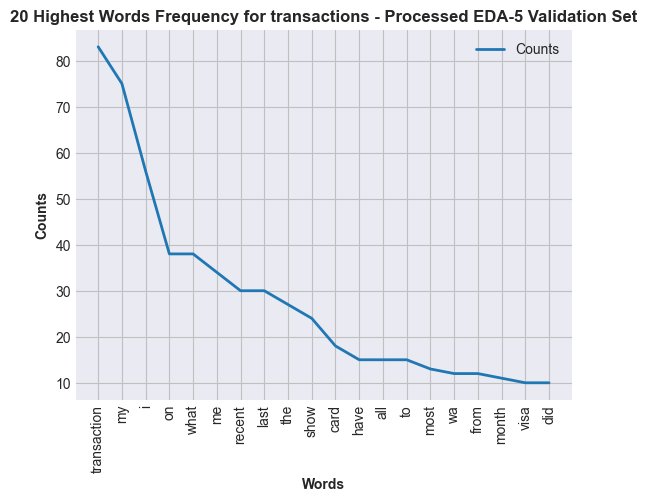 20 Highest Words Frequency for transactions - Processed EDA-5 Validation Set
Counts
80
70
60
50
40
30
20
10
Counts
transaction
my
i
on
what
me
recent
last
the
show
card
have
all
to
most
wa
from
month
visa
did
Words